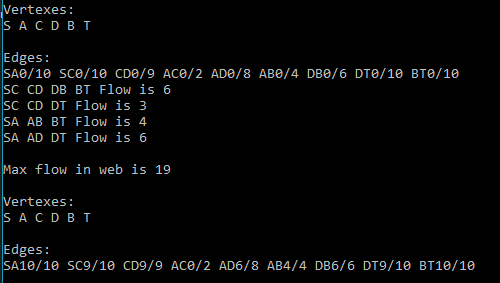 Vertexes:
S A C D B T
Edges:
SA0/10 SC0/10 CD0/9 AC0/2 AD0/8 AB0/4 DB0/6 DT0/10 BT0/10
SC CD DB BT Flow is 6
SC CD DT Flow is 3
SA AB BT Flow is 4
SA AD DT Flow is 6
Max flow in web is 19
Vertexes:
S A C D B T
Edges:
SA10/10 SC9/10 CD9/9 AC0/2 AD6/8 AB4/4 DB6/6 DT9/10 BT10/10